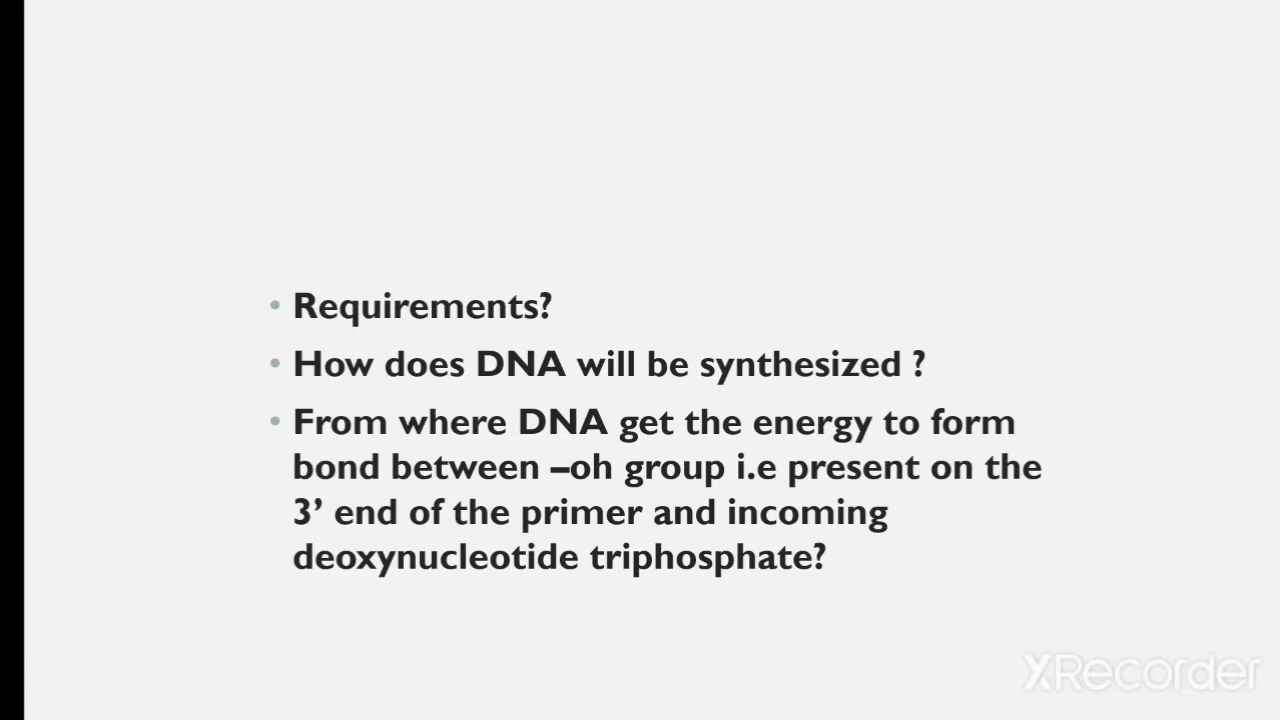 • Requirements?
• How does DNA will be synthesized ?
• From where DNA get the energy to form
bond between –oh group i.e present on the
3’ end of the primer and incoming
deoxynucleotide triphosphate?
XRecorder